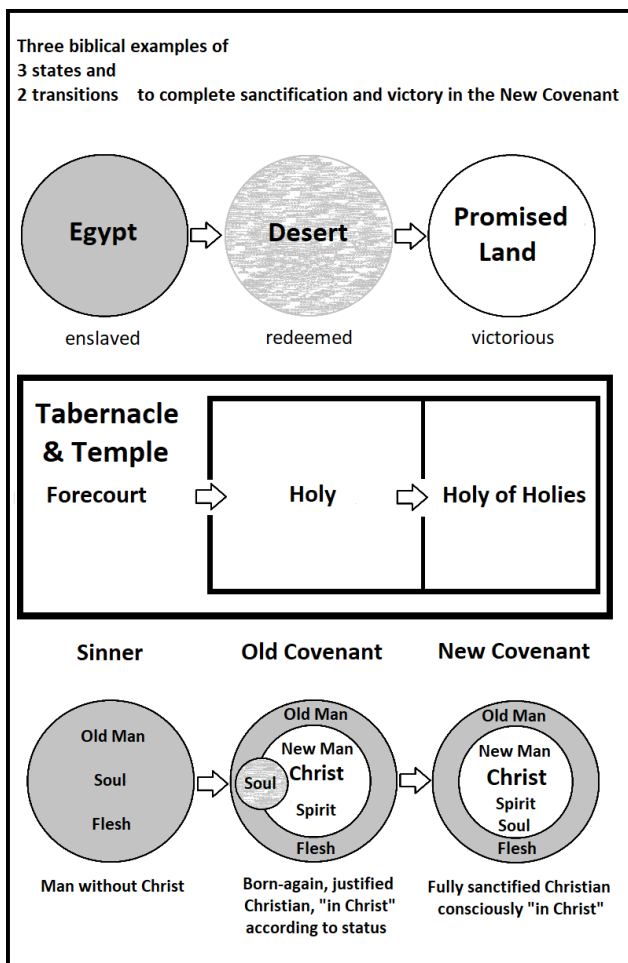 Three biblical examples of
3 states and
2 transitions to complete sanctification and victory in the New Covenant
Egypt
Desert
Promised
Land
enslaved
redeemed
victorious
Tabernacle
& Temple
Forecourt
Holy
Holy of Holies
Sinner
Old Covenant
New Covenant
Old Man
Soul
Flesh
Old Man
New Man
Christ
Soul
Spirit
Flesh
Old Man
New Man
Christ
Spirit
Soul
Flesh
Man without Christ
Born-again, justified
Christian, "in Christ"
according to status
Fully sanctified Christian
consciously "in Christ"